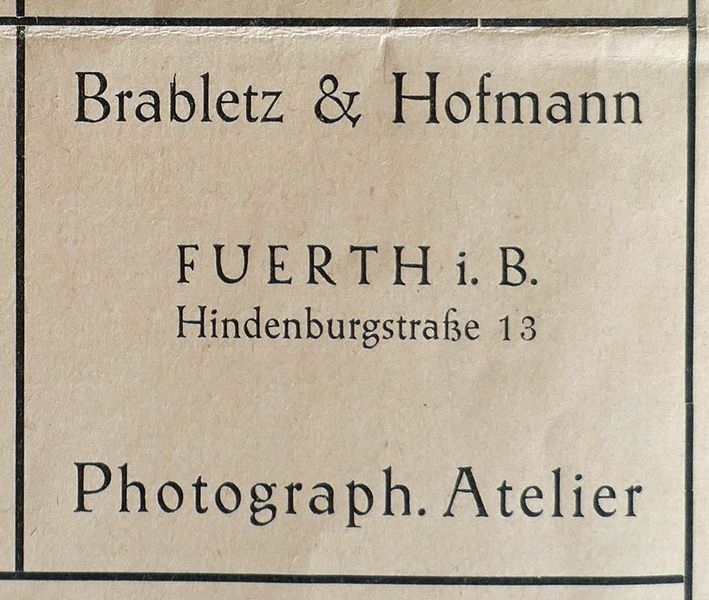 Brabletz & Hofmann
FUERTH i. B.
Hindenburgstraße 13
Photograph. Atelier